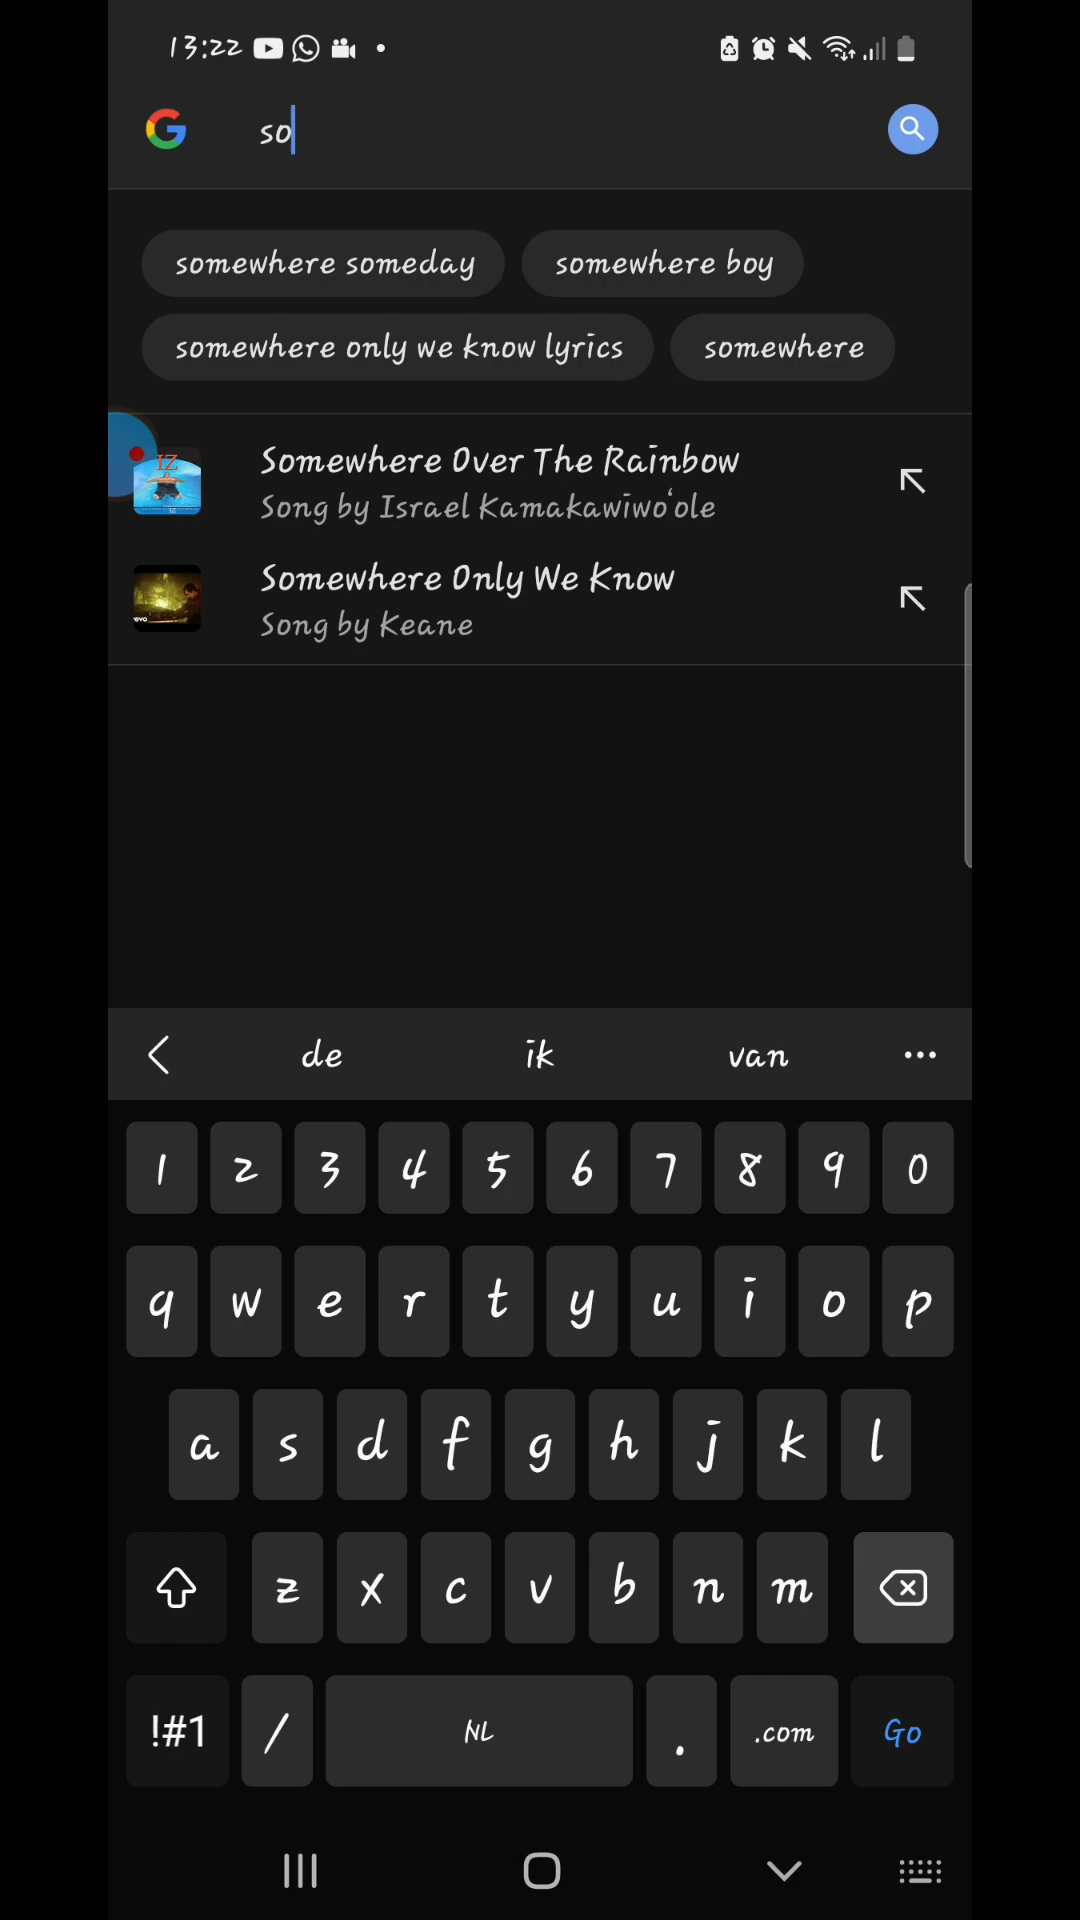 13:22
so
somewhere someday somewhere boy
somewhere only we know lyrics somewhere
IZ
Somewhere Over The Rainbow
Song by Israel Kamakawiwoʻole
Somewhere Only We Know
Song by Keane
evo
de ik van
1 2 3 4 5 6 7 8 9 0
q w e r t y u i o p
a s d f g h j k l
z x c v b n m
!#1 / NL . .com Go